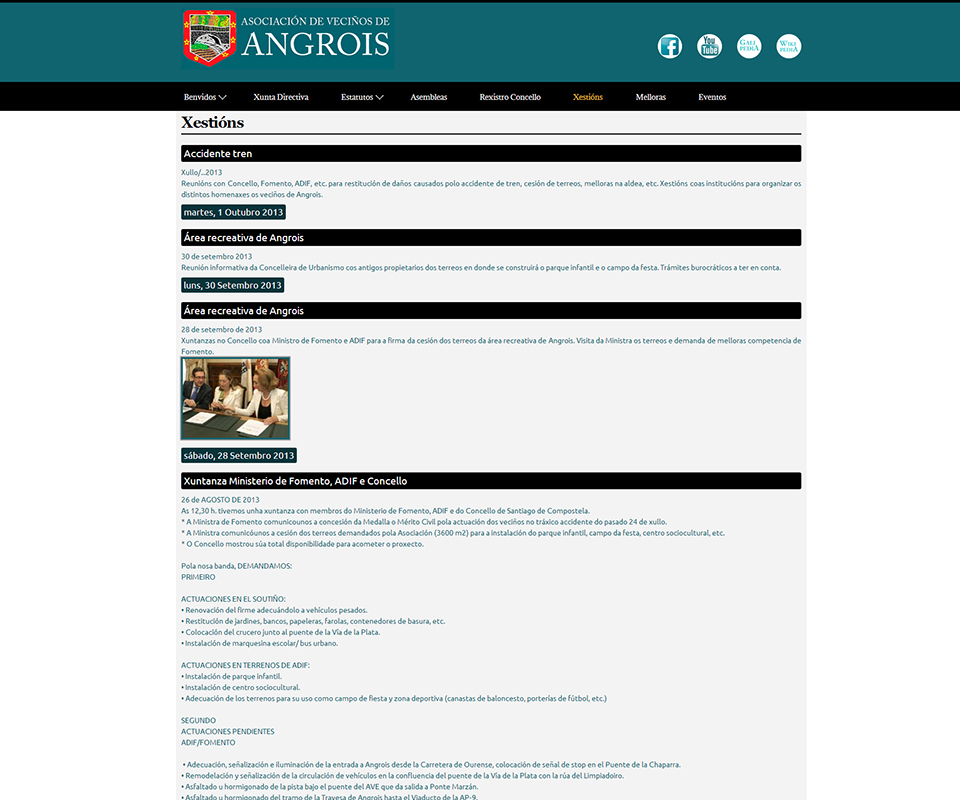 ASOCIACIÓN DE VECIÑOS DE
ANGROIS
f
You Tube
GALI PEDIA
WIKI PEDIA
Benvidos Xunta Directiva Estatutos Asembleas Rexistro Concello Xestións Melloras Eventos
Xestións
Accidente tren
Xullo/...2013
Reunións con Concello, Fomento, ADIF, etc. para restitución de daños causados polo accidente de tren, cesión de terreos, melloras na aldea, etc. Xestións coas institucións para organizar os
distintos homenaxes os veciños de Angrois.
martes, 1 Outubro 2013
Área recreativa de Angrois
30 de setembro 2013
Reunión informativa da Concelleira de Urbanismo cos antigos propietarios dos terreos en donde se construirá o parque infantil e o campo da festa. Trámites burocráticos a ter en conta.
luns, 30 Setembro 2013
Área recreativa de Angrois
28 de setembro de 2013
Xuntanzas no Concello coa Ministro de Fomento e ADIF para a firma da cesión dos terreos da área recreativa de Angrois. Visita da Ministra os terreos e demanda de melloras competencia de
Fomento.
sábado, 28 Setembro 2013
Xuntanza Ministerio de Fomento, ADIF e Concello
26 de AGOSTO DE 2013
As 12,30 h. tivemos unha xuntanza con membros do Ministerio de Fomento, ADIF e do Concello de Santiago de Compostela.
* A Ministra de Fomento comunicounos a concesión da Medalla o Mérito Civil pola actuación dos veciños no tráxico accidente do pasado 24 de xullo.
* A Ministra comunicóunos a cesión dos terreos demandados pola Asociación (3600 m2) para a instalación do parque infantil, campo da festa, centro sociocultural, etc.
* O Concello mostrou súa total disponibilidade para acometer o proxecto.
Pola nosa banda, DEMANDAMOS:
PRIMEIRO
ACTUACIONES EN EL SOUTIÑO:
• Renovación del firme adecuándolo a vehículos pesados.
• Restitución de jardines, bancos, papeleras, farolas, contenedores de basura, etc.
• Colocación del crucero junto al puente de la Vía de la Plata.
• Instalación de marquesina escolar/ bus urbano.
ACTUACIONES EN TERRENOS DE ADIF:
• Instalación de parque infantil.
• Instalación de centro sociocultural.
• Adecuación de los terrenos para su uso como campo de fiesta y zona deportiva (canastas de baloncesto, porterías de fútbol, etc.)
SEGUNDO
ACTUACIONES PENDIENTES
ADIF/FOMENTO
• Adecuación, señalización e iluminación de la entrada a Angrois desde la Carretera de Ourense, colocación de señal de stop en el Puente de la Chaparra.
• Remodelación y señalización de la circulación de vehículos en la confluencia del puente de la Vía de la Plata con la rúa del Limpiadoiro.
• Asfaltado u hormigonado de la pista bajo el puente del AVE que da salida a Ponte Marzán.
• Asfaltado u hormigonado del tramo de la Travesa de Angrois hasta el Viaducto de la AP-9.